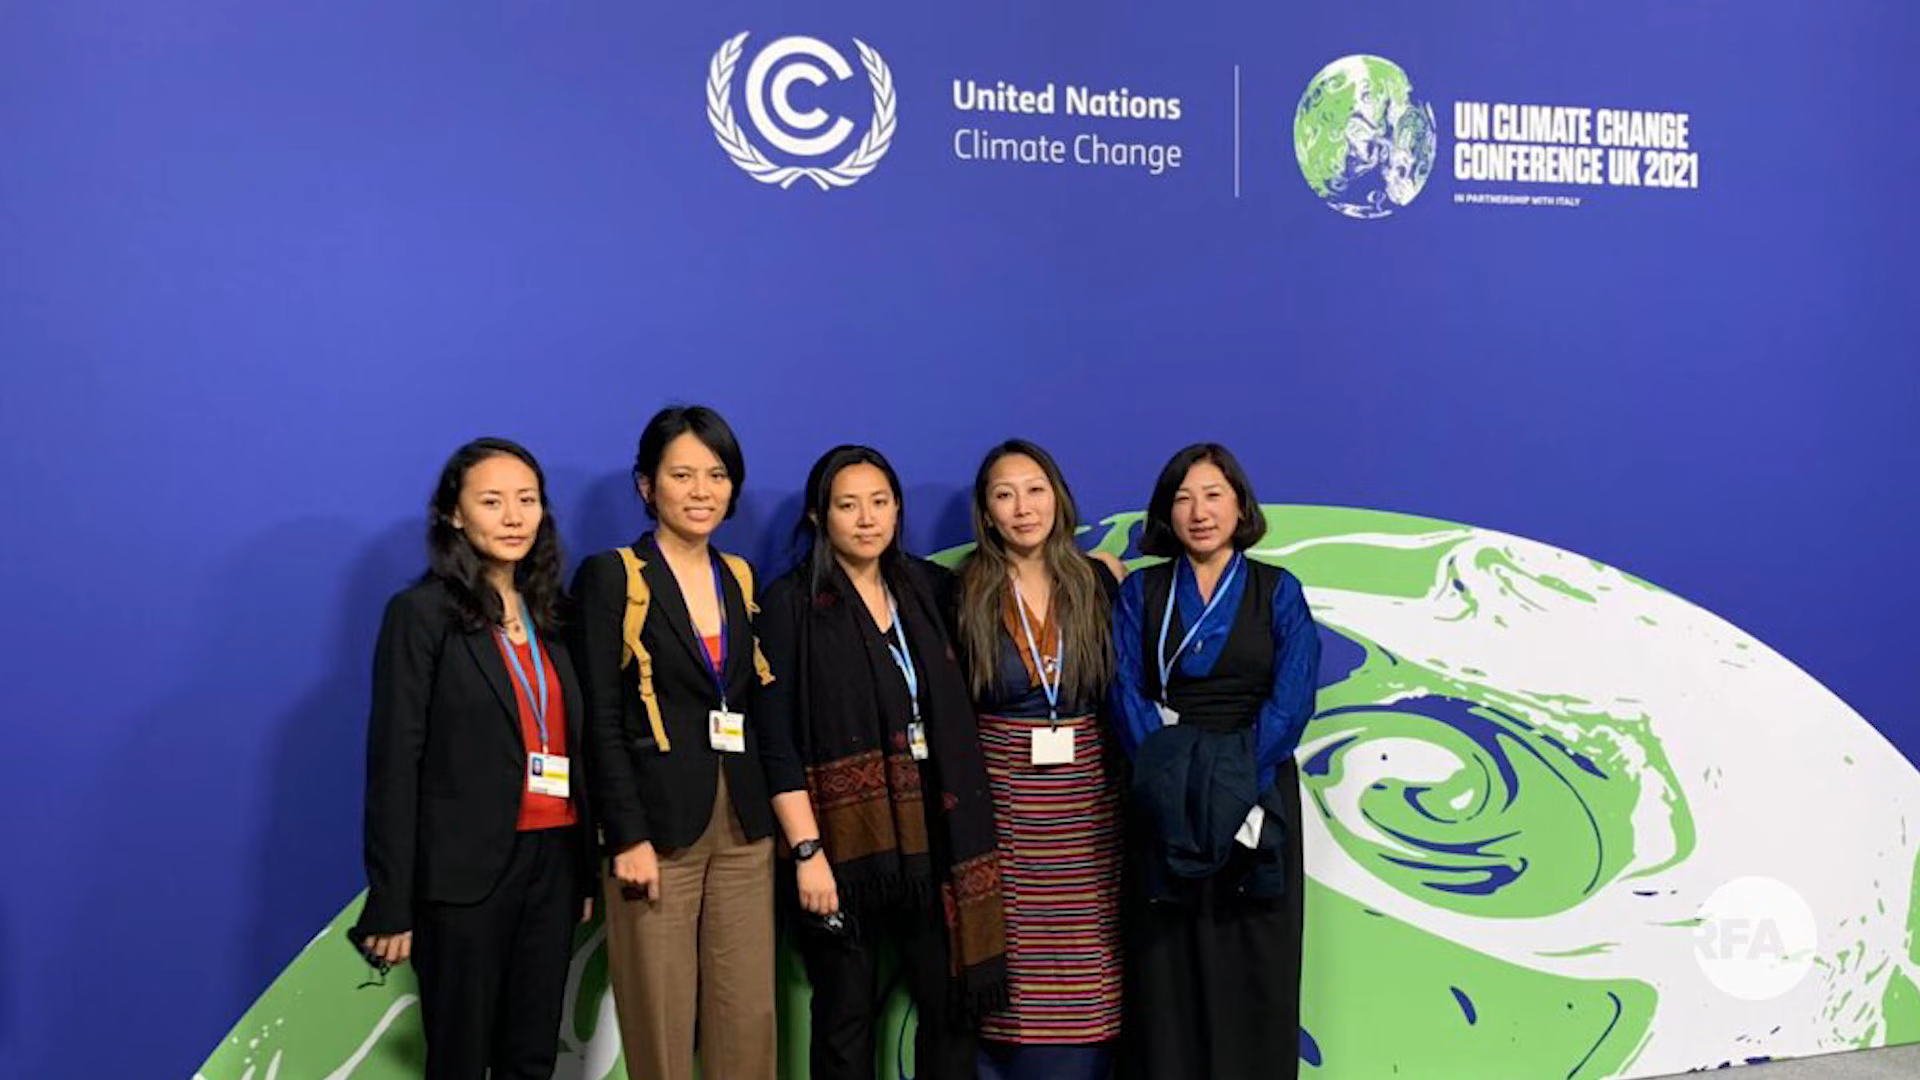 United Nations
Climate Change
UN CLIMATE CHANGE
CONFERENCE UK 2021
IN PARTNERSHIP WITH ITALY
RFA